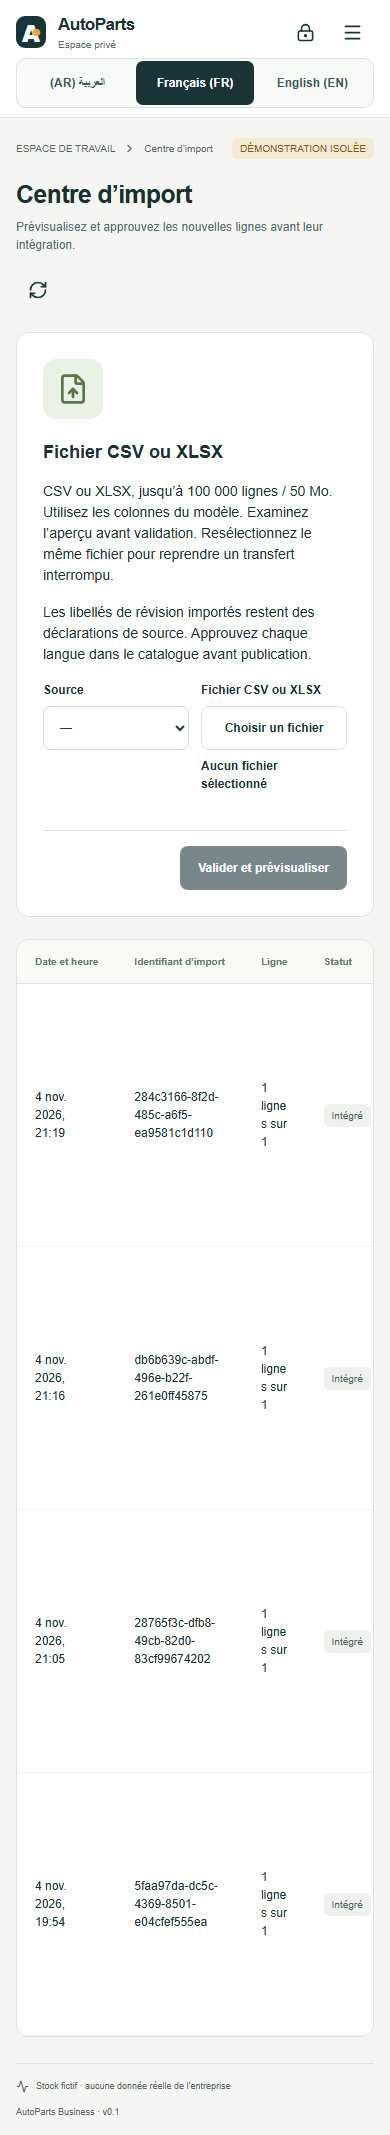 AutoParts
Espace privé
العربية (AR)
Français (FR)
English (EN)
ESPACE DE TRAVAIL
Centre d’import
DÉMONSTRATION ISOLÉE
Centre d’import
Prévisualisez et approuvez les nouvelles lignes avant leur
intégration.
Fichier CSV ou XLSX
CSV ou XLSX, jusqu’à 100 000 lignes / 50 Mo.
Utilisez les colonnes du modèle. Examinez
l’aperçu avant validation. Resélectionnez le
même fichier pour reprendre un transfert
interrompu.
Les libellés de révision importés restent des
déclarations de source. Approuvez chaque
langue dans le catalogue avant publication.
Source
Fichier CSV ou XLSX
—
Choisir un fichier
Aucun fichier
sélectionné
Valider et prévisualiser
Date et heure
Identifiant d’import
Ligne
Statut
4 nov.
2026,
21:19
284c3166-8f2d-
485c-a6f5-
ea9581c1d110
1
ligne
s sur
1
Intégré
4 nov.
2026,
21:16
db6b639c-abdf-
496e-b22f-
261e0ff45875
1
ligne
s sur
1
Intégré
4 nov.
2026,
21:05
28765f3c-dfb8-
49cb-82d0-
83cf99674202
1
ligne
s sur
1
Intégré
4 nov.
2026,
19:54
5faa97da-dc5c-
4369-8501-
e04cfef555ea
1
ligne
s sur
1
Intégré
Stock fictif · aucune donnée réelle de l’entreprise
AutoParts Business · v0.1